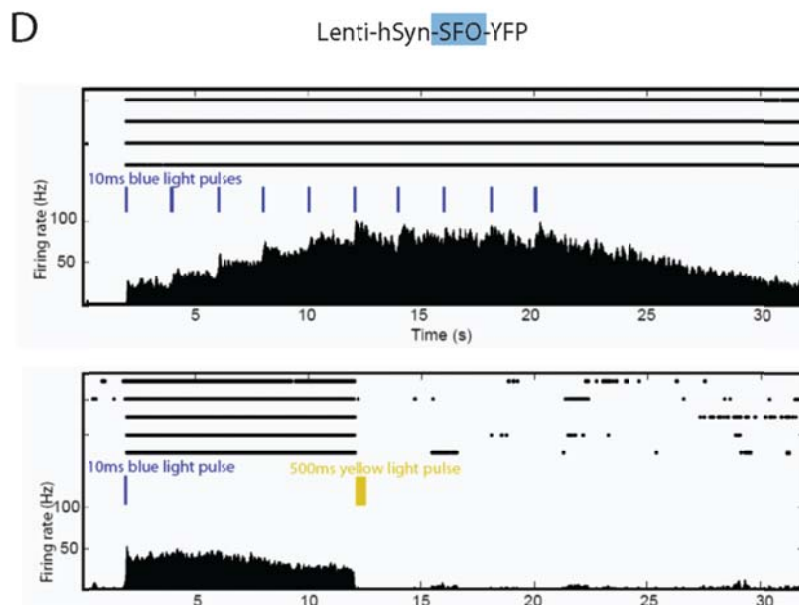 D
Lenti-hSyn-SFO-YFP
10ms blue light pulses
Firing rate (Hz)
100
50
5 10 15 20 25 30
Time (s)
10ms blue light pulse 500ms yellow light pulse
Firing rate (Hz)
100
50
5 10 15 20 25 30